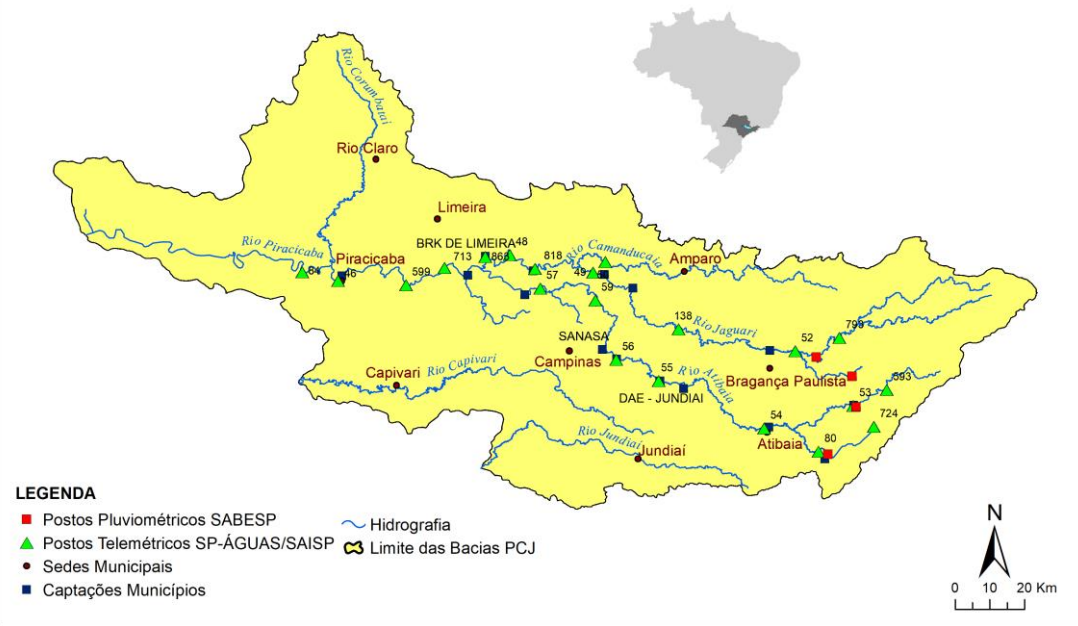 Rio Corumbataí
Rio Claro
Limeira
Rio Piracicaba
Piracicaba
BRK DE LIMEIRA
48
Rio Camanducaia
Amparo
84
46
599
713
866
818
57
49
59
138
Rio Jaguari
52
798
SANASA
Campinas
56
55
Rio Atibaia
DAE - JUNDIAÍ
Bragança Paulista
593
53
724
Capivari
Rio Capivari
54
Atibaia
80
Rio Jundiaí
Jundiaí
LEGENDA
Postos Pluviométricos SABESP
Postos Telemétricos SP-ÁGUAS/SAISP
Sedes Municipais
Captações Municípios
Hidrografia
Limite das Bacias PCJ
N
0 10 20 Km